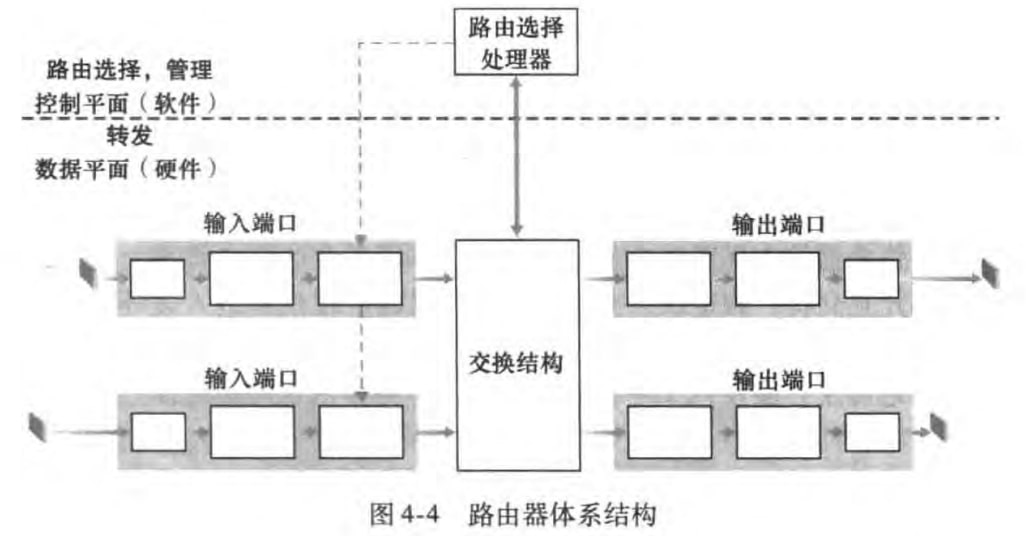 路由选择
处理器
路由选择，管理
控制平面（软件）
转发
数据平面（硬件）
输入端口
输出端口
交换结构
输入端口
输出端口
图 4-4 路由器体系结构